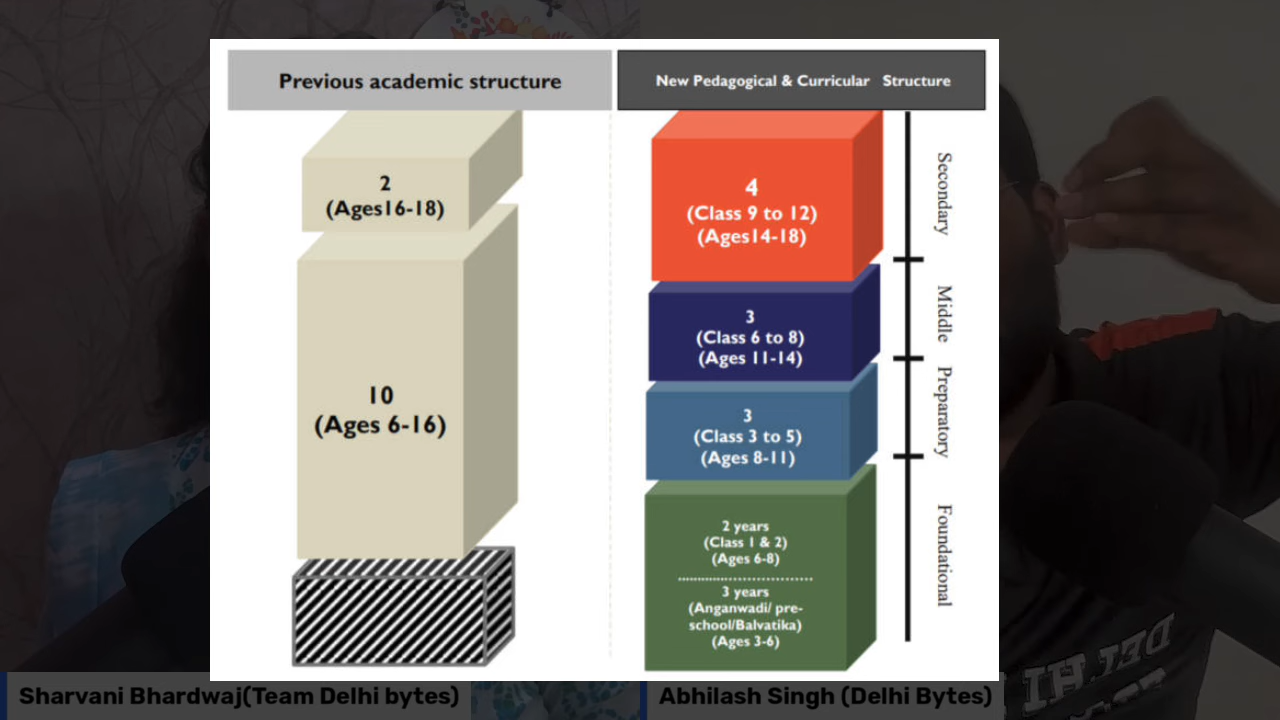 Previous academic structure
New Pedagogical & Curricular Structure
2
(Ages16-18)
10
(Ages 6-16)
4
(Class 9 to 12)
(Ages14-18)
3
(Class 6 to 8)
(Ages 11-14)
3
(Class 3 to 5)
(Ages 8-11)
2 years
(Class 1 & 2)
(Ages 6-8)
3 years
(Anganwadi/ pre-
school/Balvatika)
(Ages 3-6)
Secondary
Middle
Preparatory
Foundational
DELHI
Sharvani Bhardwaj(Team Delhi bytes)
Abhilash Singh (Delhi Bytes)